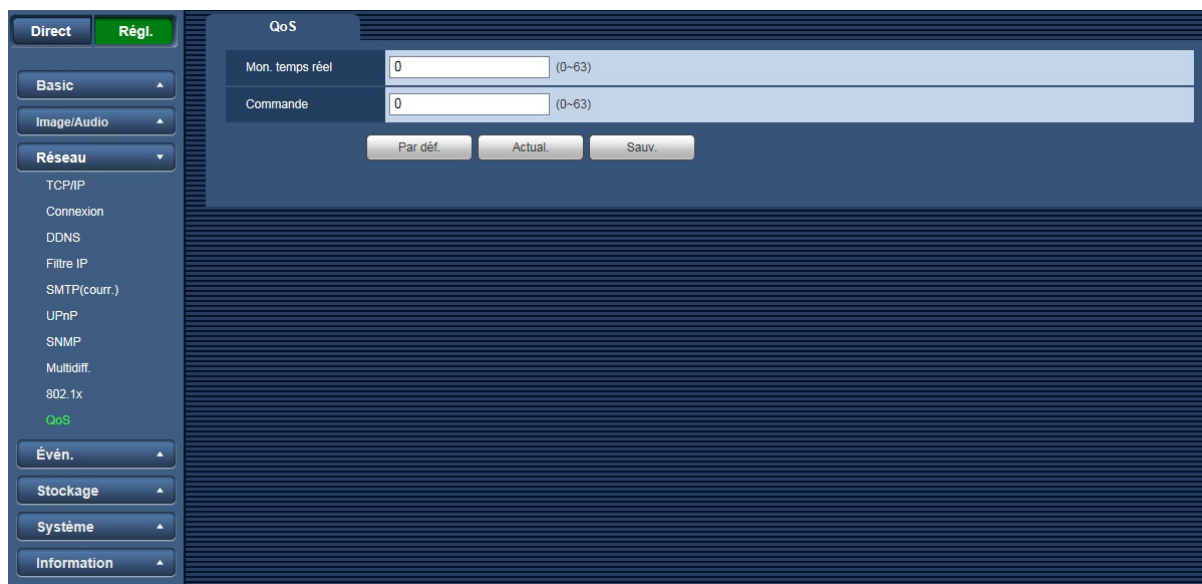 Direct
Régl.
Basic
Image/Audio
Réseau
TCP/IP
Connexion
DDNS
Filtre IP
SMTP(courr.)
UPnP
SNMP
Multidiff.
802.1x
QoS
Évén.
Stockage
Système
Information
QoS
Mon. temps réel 0 (0~63)
Commande 0 (0~63)
Par déf. Actual. Sauv.